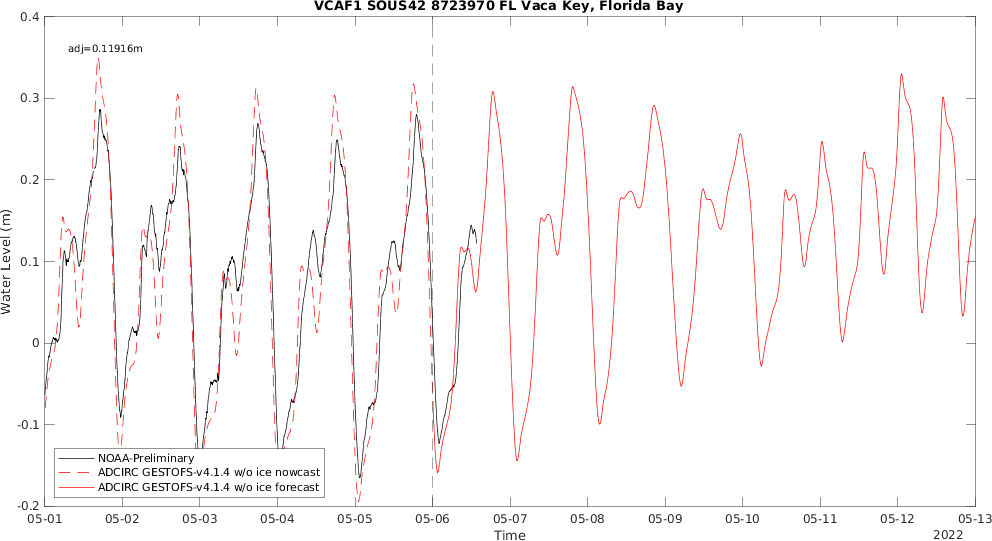 VCAF1 SOUS42 8723970 FL Vaca Key, Florida Bay
adj=0.11916m
0.4
0.3
0.2
0.1
0
-0.1
-0.2
Water Level (m)
NOAA-Preliminary
ADCIRC GESTOFS-v4.1.4 w/o ice nowcast
ADCIRC GESTOFS-v4.1.4 w/o ice forecast
05-01 05-02 05-03 05-04 05-05 05-06 05-07 05-08 05-09 05-10 05-11 05-12 05-13
Time
2022